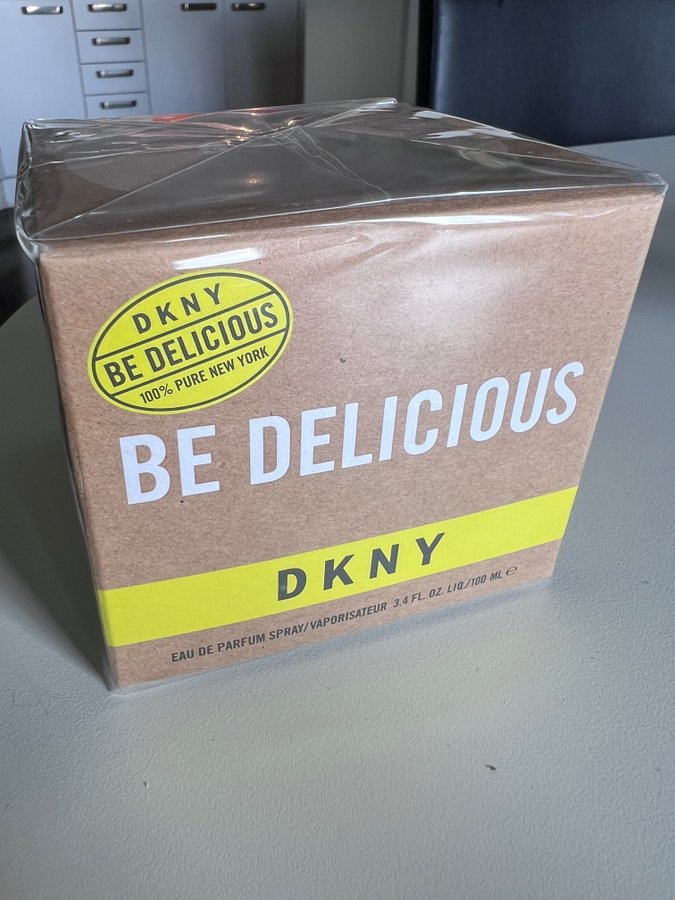 DKNY
BE DELICIOUS
100% PURE NEW YORK
BE DELICIOUS
DKNY
EAU DE PARFUM SPRAY/VAPORISATEUR 3.4 FL. OZ. LIQ./100 ML ℮